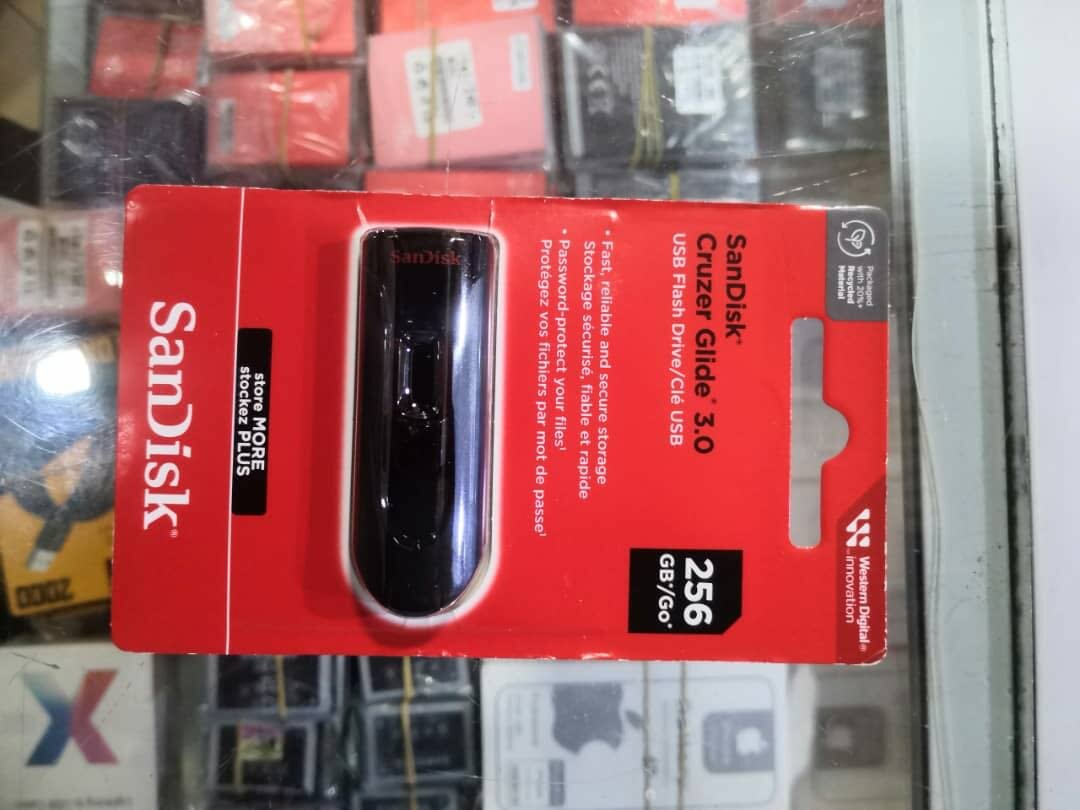 Packaged
with 20%+
Recycled
Material
SanDisk®
Cruzer Glide® 3.0
USB Flash Drive/Clé USB
• Fast, reliable and secure storage
Stockage sécurisé, fiable et rapide
• Password-protect your files¹
Protégez vos fichiers par mot de passe¹
Western Digital®
innovation
256
GB*/Go*
SanDisk
store MORE
stockez PLUS
SanDisk®
X